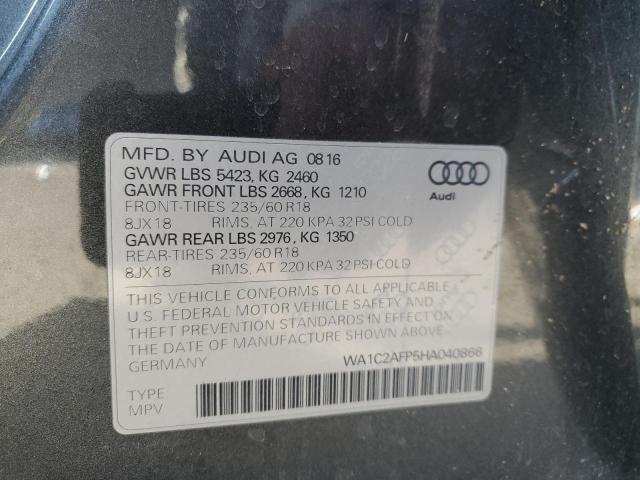 MFD. BY AUDI AG 0816
GVWR LBS 5423, KG 2460
GAWR FRONT LBS 2668, KG 1210
FRONT-TIRES 235/60 R18
8JX18 RIMS, AT 220 KPA 32 PSI COLD
GAWR REAR LBS 2976, KG 1350
REAR-TIRES 235/60 R18
8JX18 RIMS, AT 220 KPA 32 PSI COLD
Audi
THIS VEHICLE CONFORMS TO ALL APPLICABLE
U.S. FEDERAL MOTOR VEHICLE SAFETY AND
THEFT PREVENTION STANDARDS IN EFFECT ON
THE DATE OF MANUFACTURE SHOWN ABOVE.
WA1C2AFP5HA040866
TYPE:
MPV